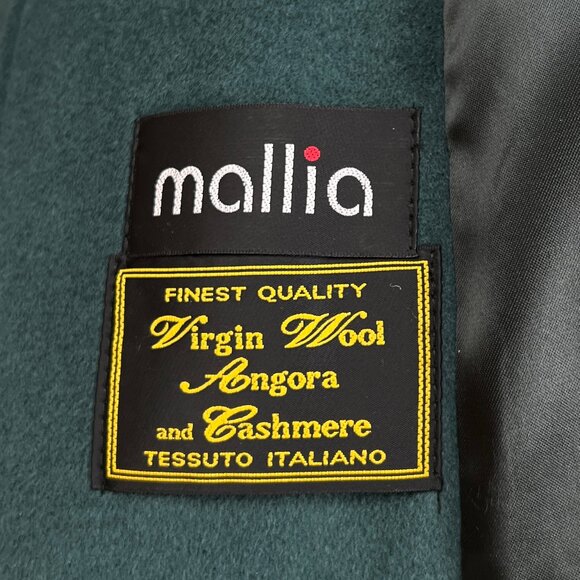 mallia
FINEST QUALITY
Virgin Wool
Angora
and Cashmere
TESSUTO ITALIANO